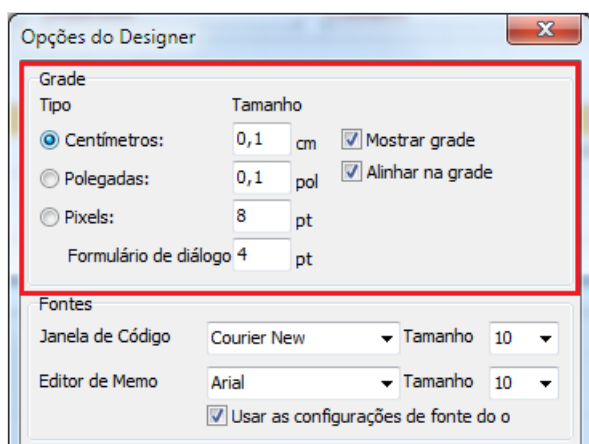 Opções do Designer
Grade
Tipo Tamanho
Centímetros: 0,1 cm Mostrar grade
Polegadas: 0,1 pol Alinhar na grade
Pixels: 8 pt
Formulário de diálogo 4 pt
Fontes
Janela de Código Courier New Tamanho 10
Editor de Memo Arial Tamanho 10
Usar as configurações de fonte do o